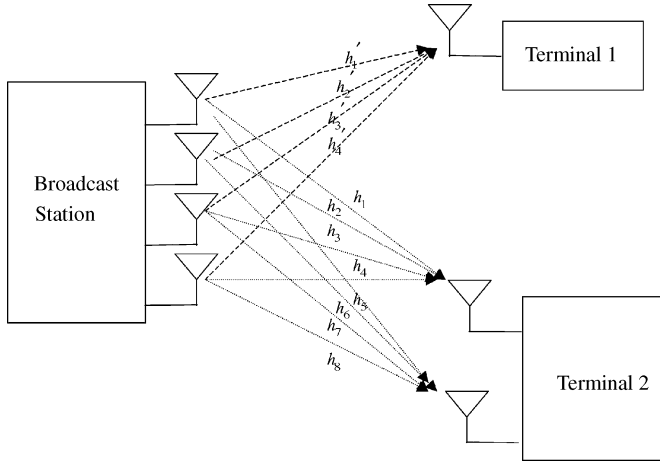 Terminal 1
h₁′
h₂′
h₃′
h₄′
Broadcast
Station
h₁
h₂
h₃
h₄
h₅
h₆
h₇
h₈
Terminal 2